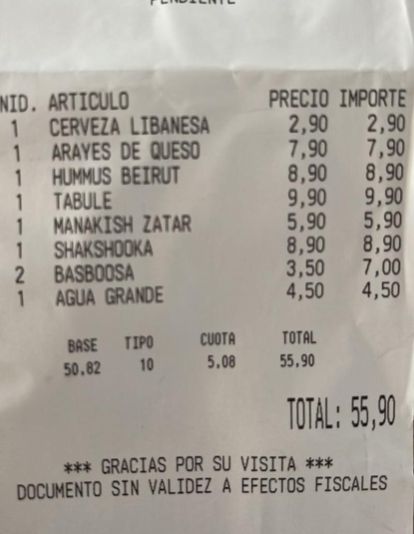 PENDIENTE
NID. ARTICULO PRECIO IMPORTE
1 CERVEZA LIBANESA 2,90 2,90
1 ARAYES DE QUESO 7,90 7,90
1 HUMMUS BEIRUT 8,90 8,90
1 TABULE 9,90 9,90
1 MANAKISH ZATAR 5,90 5,90
1 SHAKSHOOKA 8,90 8,90
2 BASBOOSA 3,50 7,00
1 AGUA GRANDE 4,50 4,50
BASE TIPO CUOTA TOTAL
50,82 10 5,08 55,90
TOTAL: 55,90
*** GRACIAS POR SU VISITA ***
DOCUMENTO SIN VALIDEZ A EFECTOS FISCALES